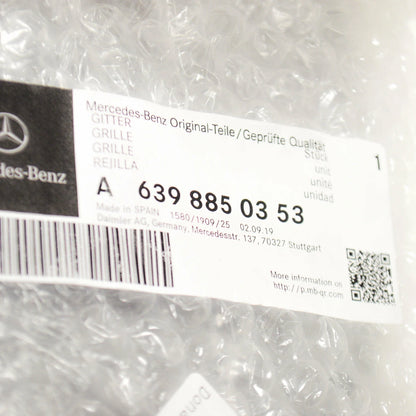 Mercedes-Benz Original-Teile/Geprüfte Qualität
GITTER Stück 1
GRILLE unit
GRILLE unité
REJILLA unidad
des-Benz
A 639 885 03 53
Made in SPAIN 1580/1909/25 02.09.19
Daimler AG, Germany, Mercedesstr. 137, 70327 Stuttgart
More information on
http://p.mb-qr.com